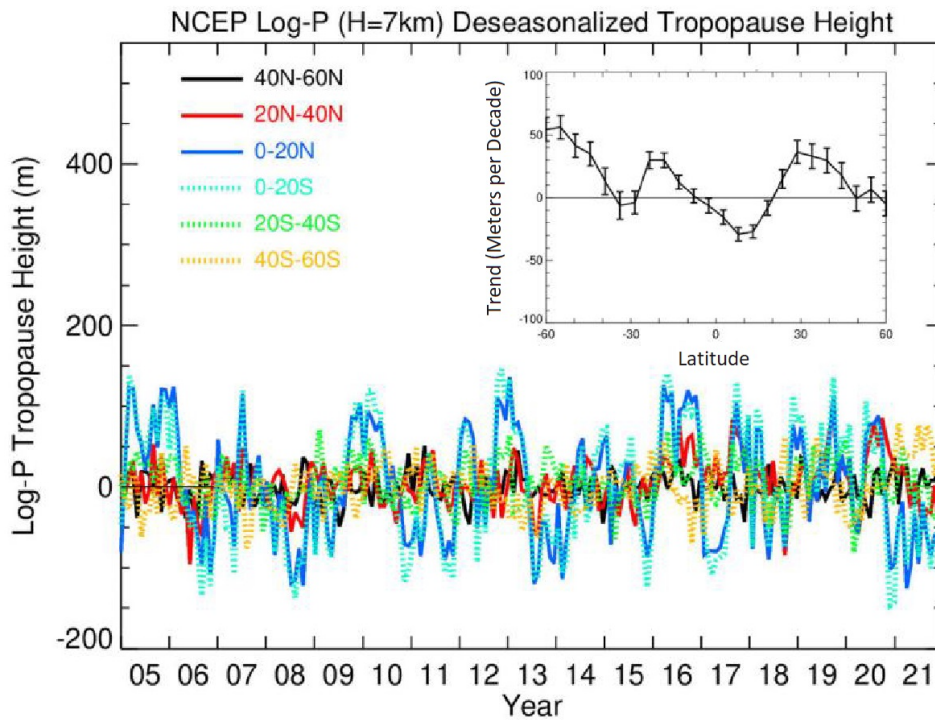 NCEP Log-P (H=7km) Deseasonalized Tropopause Height
40N-60N
20N-40N
0-20N
0-20S
20S-40S
40S-60S
Log-P Tropopause Height (m)
400
200
0
-200
05 06 07 08 09 10 11 12 13 14 15 16 17 18 19 20 21
Year
Trend (Meters per Decade)
100
50
0
-50
-100
-60 -30 0 30 60
Latitude